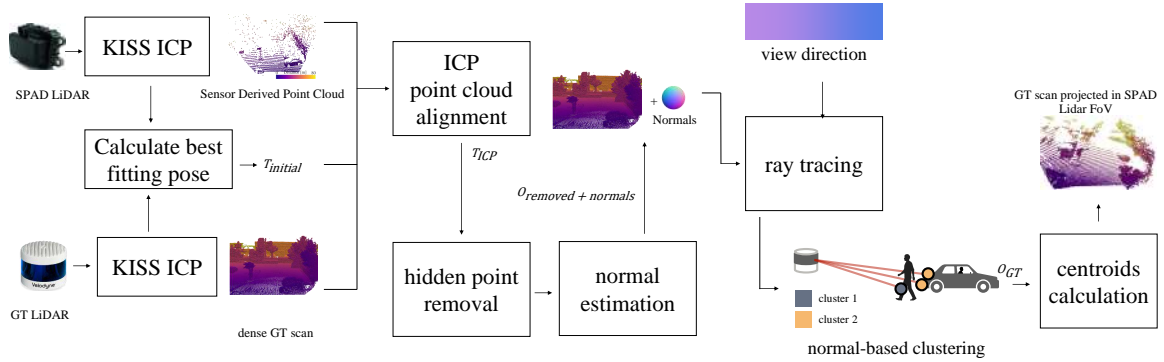 KISS ICP
SPAD LiDAR
Sensor Derived Point Cloud
Calculate best
fitting pose
T_initial
KISS ICP
Velodyne
GT LiDAR
dense GT scan
ICP
point cloud
alignment
T_ICP
hidden point
removal
normal
estimation
O_removed + normals
+
Normals
view direction
ray tracing
cluster 1
cluster 2
normal-based clustering
O_GT
centroids
calculation
GT scan projected in SPAD
Lidar FoV